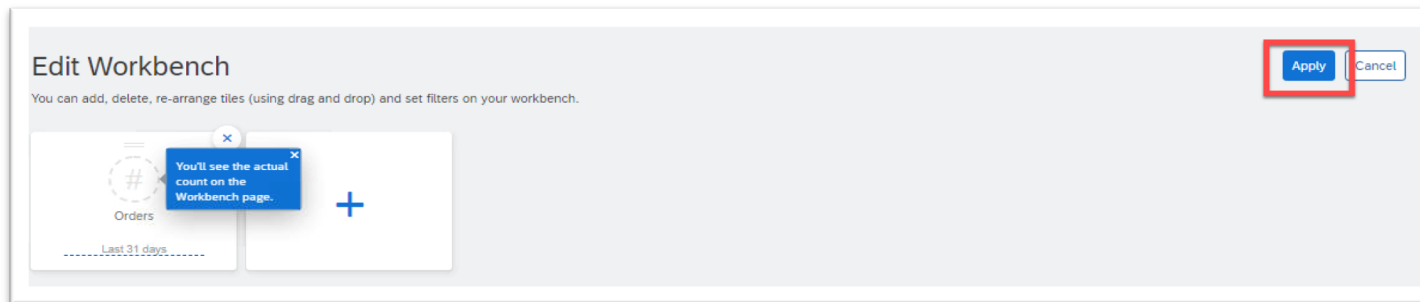 Edit Workbench
Apply
Cancel
You can add, delete, re-arrange tiles (using drag and drop) and set filters on your workbench.
You'll see the actual
count on the
Workbench page.
#
Orders
Last 31 days